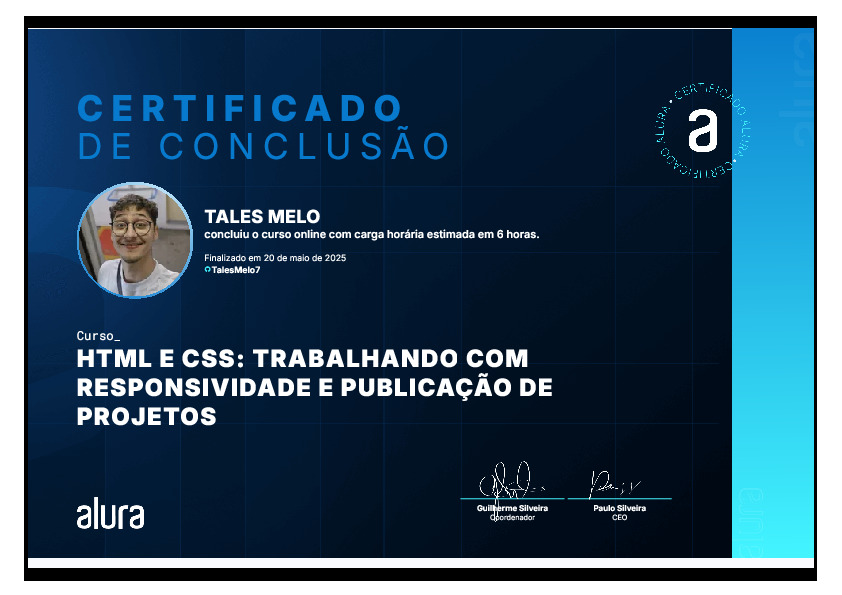 CERTIFICADO
DE CONCLUSÃO
CERTIFICADO ALURA • CERTIFICADO ALURA •
a
alura
TALES MELO
concluiu o curso online com carga horária estimada em 6 horas.
Finalizado em 20 de maio de 2025
TalesMelo7
Curso_
HTML E CSS: TRABALHANDO COM
RESPONSIVIDADE E PUBLICAÇÃO DE
PROJETOS
alura
Guilherme Silveira
Coordenador
Paulo Silveira
CEO
alura